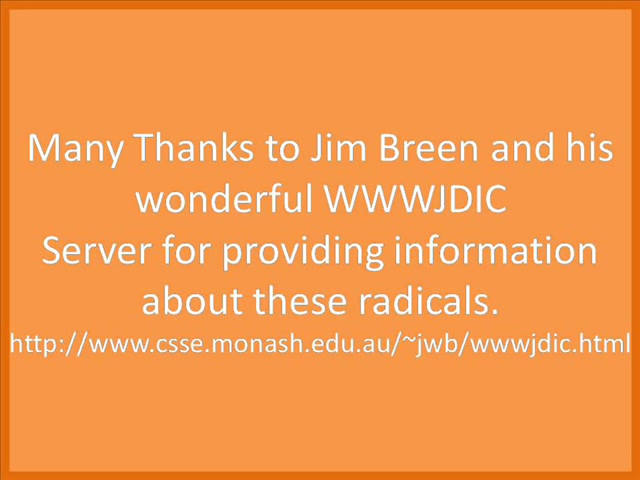 Many Thanks to Jim Breen and his
wonderful WWWJDIC
Server for providing information
about these radicals.
http://www.csse.monash.edu.au/~jwb/wwwjdic.html